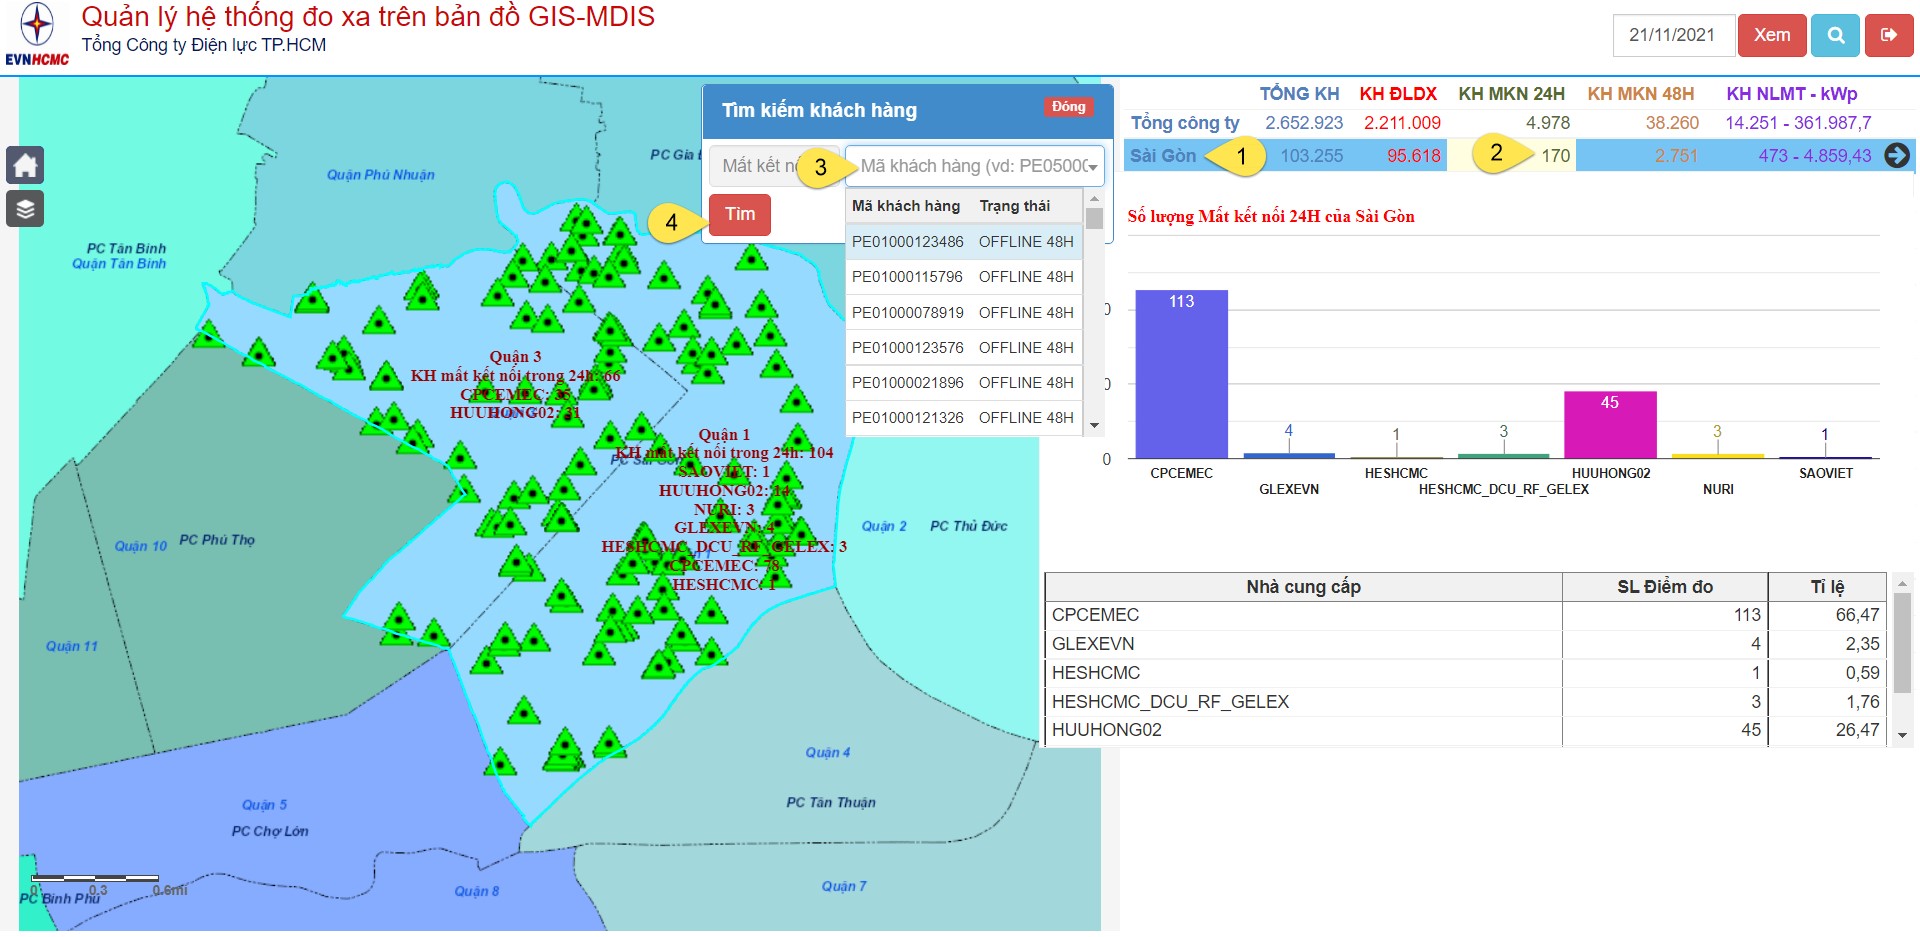 Quản lý hệ thống đo xa trên bản đồ GIS-MDIS
Tổng Công ty Điện lực TP.HCM
EVNHCMC
21/11/2021
Xem
Tìm kiếm khách hàng
Đóng
Mất kết nố
3
Mã khách hàng (vd: PE05000
4
Tìm
Mã khách hàng Trạng thái
PE01000123486 OFFLINE 48H
PE01000115796 OFFLINE 48H
PE01000078919 OFFLINE 48H
PE01000123576 OFFLINE 48H
PE01000021896 OFFLINE 48H
PE01000121326 OFFLINE 48H
TỔNG KH KH ĐLDX KH MKN 24H KH MKN 48H KH NLMT - kWp
Tổng công ty 2.652.923 2.211.009 4.978 38.260 14.251 - 361.987,7
Sài Gòn 1 103.255 95.618 2 170 2.751 473 - 4.859,43
Số lượng Mất kết nối 24H của Sài Gòn
113
4
1
3
45
3
1
0
0
0
CPCEMEC
GLEXEVN
HESHCMC
HESHCMC_DCU_RF_GELEX
HUUHONG02
NURI
SAOVIET
Nhà cung cấp SL Điểm đo Tỉ lệ
CPCEMEC 113 66,47
GLEXEVN 4 2,35
HESHCMC 1 0,59
HESHCMC_DCU_RF_GELEX 3 1,76
HUUHONG02 45 26,47
PC Gia
Quận Phú Nhuận
PC Tân Bình
Quận Tân Bình
Quận 3
KH mất kết nối trong 24h: 66
CPCEMEC: 35
HUUHONG02: 31
Quận 1
KH mất kết nối trong 24h: 104
PC Sài Gòn
SAOVIET: 1
HUUHONG02: 14
NURI: 3
GLEXEVN: 4
HESHCMC_DCU_RF_GELEX: 3
CPCEMEC: 78
HESHCMC: 1
Quận 2
PC Thủ Đức
Quận 10
PC Phú Thọ
Quận 11
Quận 4
PC Tân Thuận
Quận 5
PC Chợ Lớn
Quận 8
Quận 7
0 0.3 0.6mi
PC Bình Phú